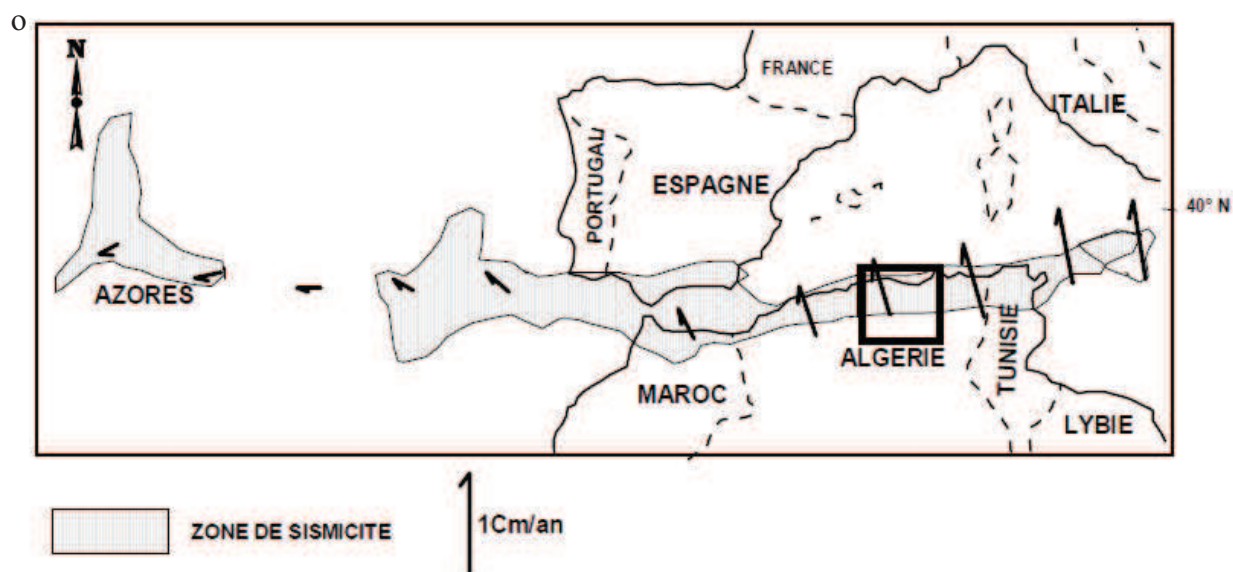 o
N
FRANCE
ITALIE
PORTUGAL
ESPAGNE
40° N
AZORES
ALGERIE
TUNISIE
MAROC
LYBIE
ZONE DE SISMICITE
1Cm/an